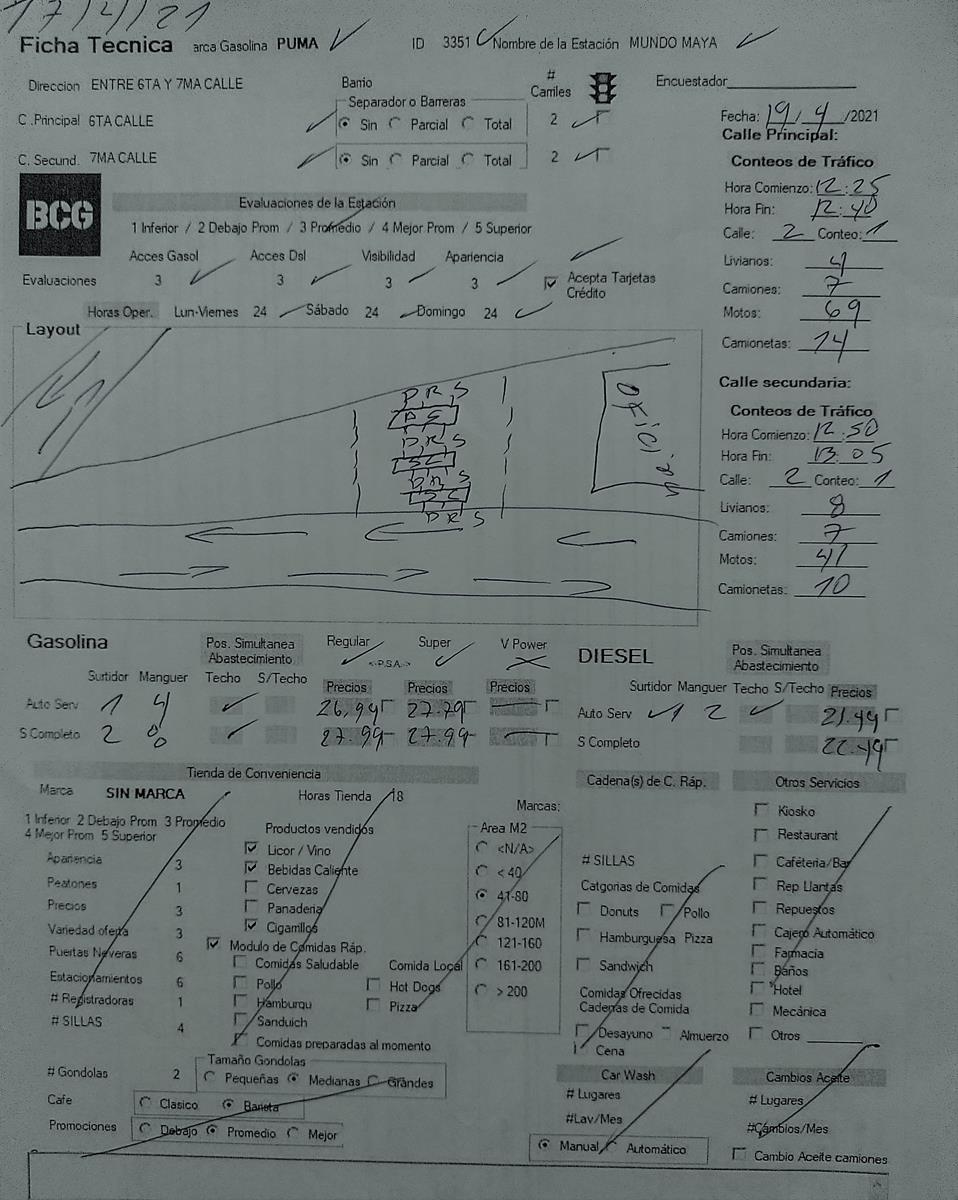 17/4/21
Ficha Tecnica arca Gasolina PUMA ID 3351 Nombre de la Estación MUNDO MAYA
Direccion ENTRE 6TA Y 7MA CALLE Barrio # Carriles Encuestador
Separador o Barreras
C .Principal 6TA CALLE Sin Parcial Total 2
C. Secund. 7MA CALLE Sin Parcial Total 2
Fecha: 19/4/2021
Calle Principal:
Conteos de Tráfico
Hora Comienzo: 12:25
Hora Fin: 12:40
Calle: 2 Conteo: 1
Livianos: 4
Camiones: 7
Motos: 69
Camionetas: 14
Calle secundaria:
Conteos de Tráfico
Hora Comienzo: 12:50
Hora Fin: 13:05
Calle: 2 Conteo: 1
Livianos: 8
Camiones: 7
Motos: 41
Camionetas: 10
BCG
Evaluaciones de la Estación
1 Inferior / 2 Debajo Prom / 3 Promedio / 4 Mejor Prom / 5 Superior
Acces Gasol Acces Dsl Visibilidad Apariencia
Evaluaciones 3 3 3 3 Acepta Tarjetas Crédito
Horas Oper. Lun-Viernes 24 Sábado 24 Domingo 24
Layout
D R S
D R S
SC
D R S
SC
D R S
Gasolina
Pos. Simultanea Abastecimiento
Regular Super V Power
<-P.S.A.->
Surtidor Manguer Techo S/Techo Precios Precios Precios
Auto Serv 1 4 26.99 27.79
S Completo 2 8 27.99 27.99
DIESEL
Pos. Simultanea Abastecimiento
Surtidor Manguer Techo S/Techo Precios
Auto Serv 1 2 21.49
S Completo 22.49
Tienda de Conveniencia
Marca SIN MARCA Horas Tienda 18
1 Inferior 2 Debajo Prom 3 Promedio
4 Mejor Prom 5 Superior
Apariencia 3
Peatones 1
Precios 3
Variedad oferta 3
Puertas Neveras 6
Estacionamientos 6
# Registradoras 1
# SILLAS 4
# Gondolas 2
Productos vendidos
Licor / Vino
Bebidas Caliente
Cervezas
Panaderia
Cigarrillos
Modulo de Comidas Ráp.
Comidas Saludable Comida Local
Pollo Hot Dogs
Hamburgu Pizza
Sanduich
Comidas preparadas al momento
Tamaño Gondolas
Pequeñas Medianas Grandes
Cafe Clasico Barista
Promociones Debajo Promedio Mejor
Marcas:
Area M2
<N/A>
< 40
41-80
81-120M
121-160
161-200
> 200
Cadena(s) de C. Ráp.
# SILLAS
Catgorias de Comidas
Donuts Pollo
Hamburguesa Pizza
Sandwich
Comidas Ofrecidas
Cadenas de Comida
Desayuno Almuerzo
Cena
Car Wash
# Lugares
#Lav/Mes
Manual Automático
Otros Servicios
Kiosko
Restaurant
Caféteria/Bar
Rep Llantas
Repuestos
Cajero Automático
Farmacia
Baños
Hotel
Mecánica
Otros
Cambios Aceite
# Lugares
#Cambios/Mes
Cambio Aceite camiones